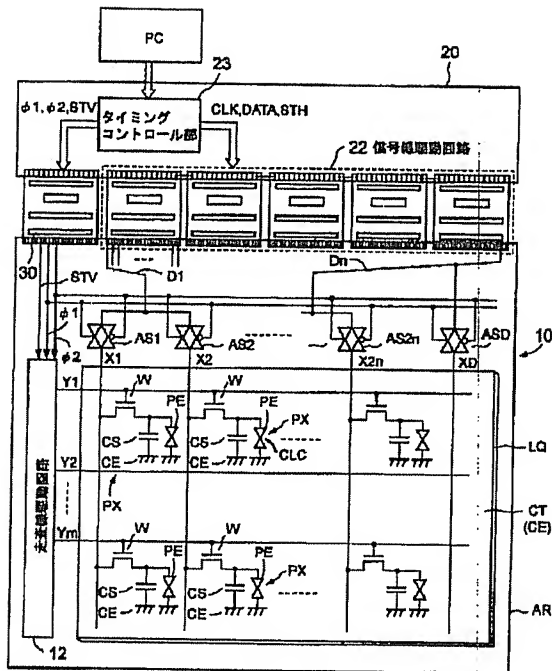 PC
20
23
φ1,φ2,STV
タイミング
コントロール部
CLK,DATA,STH
22 信号線駆動回路
30
STV
D1
Dn
φ1
φ2
AS1
AS2
AS2n
ASD
X1
X2
X2n
XD
10
Y1
W
PE
W
PE
PX
LQ
CS
CS
CLC
CE
CE
Y2
PX
CT
(CE)
走査線駆動回路
Ym
W
PE
W
PE
PX
CS
CS
CE
CE
AR
12